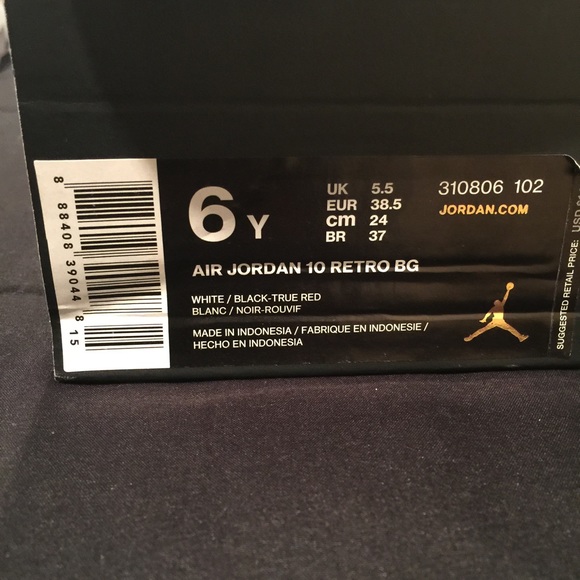 8 88408 39044 8 15
6 Y
UK 5.5
EUR 38.5
cm 24
BR 37
310806 102
JORDAN.COM
AIR JORDAN 10 RETRO BG
WHITE / BLACK-TRUE RED
BLANC / NOIR-ROUVIF
MADE IN INDONESIA / FABRIQUE EN INDONESIE /
HECHO EN INDONESIA
SUGGESTED RETAIL PRICE: USD